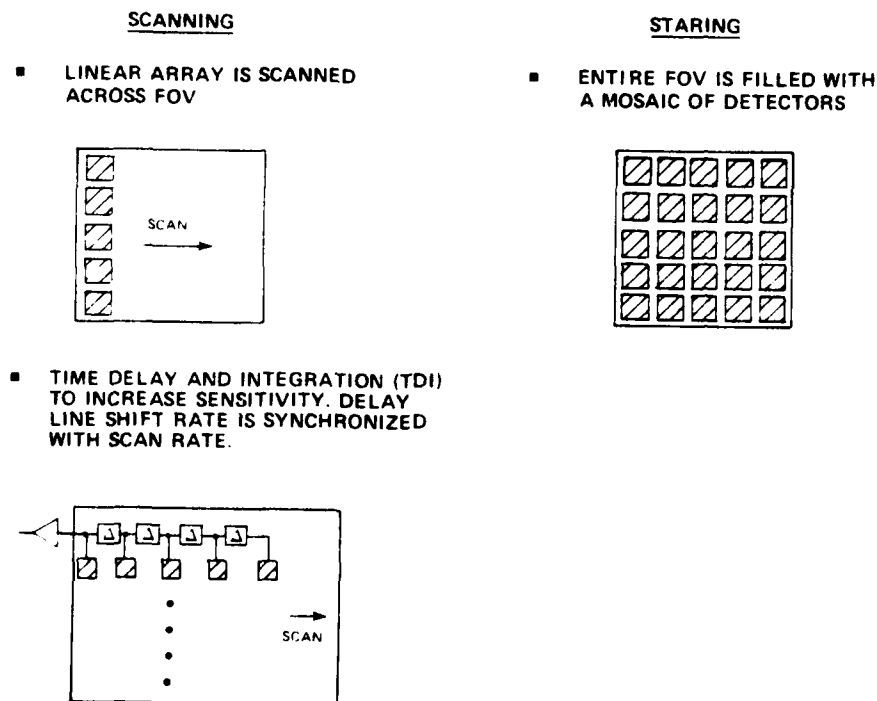 SCANNING
▪ LINEAR ARRAY IS SCANNED
ACROSS FOV
SCAN
▪ TIME DELAY AND INTEGRATION (TDI)
TO INCREASE SENSITIVITY. DELAY
LINE SHIFT RATE IS SYNCHRONIZED
WITH SCAN RATE.
Δ Δ Δ Δ
SCAN
STARING
▪ ENTIRE FOV IS FILLED WITH
A MOSAIC OF DETECTORS